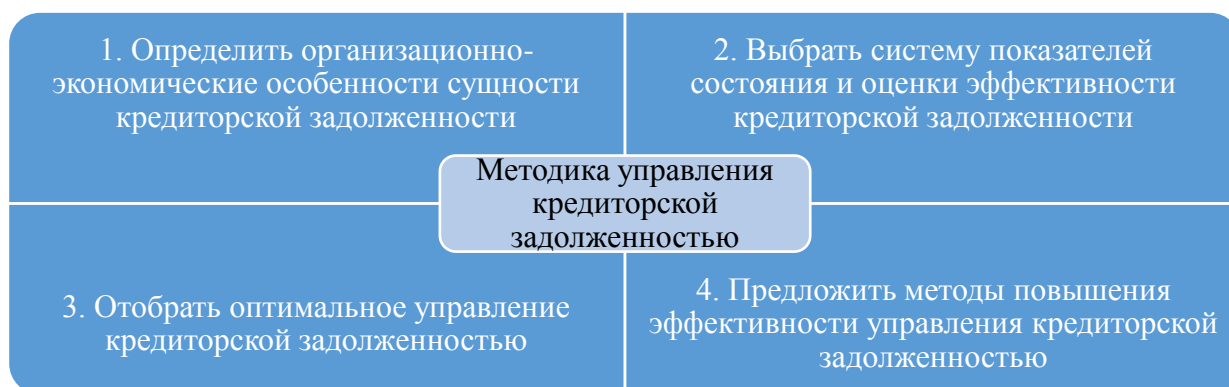 1. Определить организационно-
экономические особенности сущности
кредиторской задолженности
2. Выбрать систему показателей
состояния и оценки эффективности
кредиторской задолженности
Методика управления
кредиторской
задолженностью
3. Отобрать оптимальное управление
кредиторской задолженностью
4. Предложить методы повышения
эффективности управления кредиторской
задолженностью